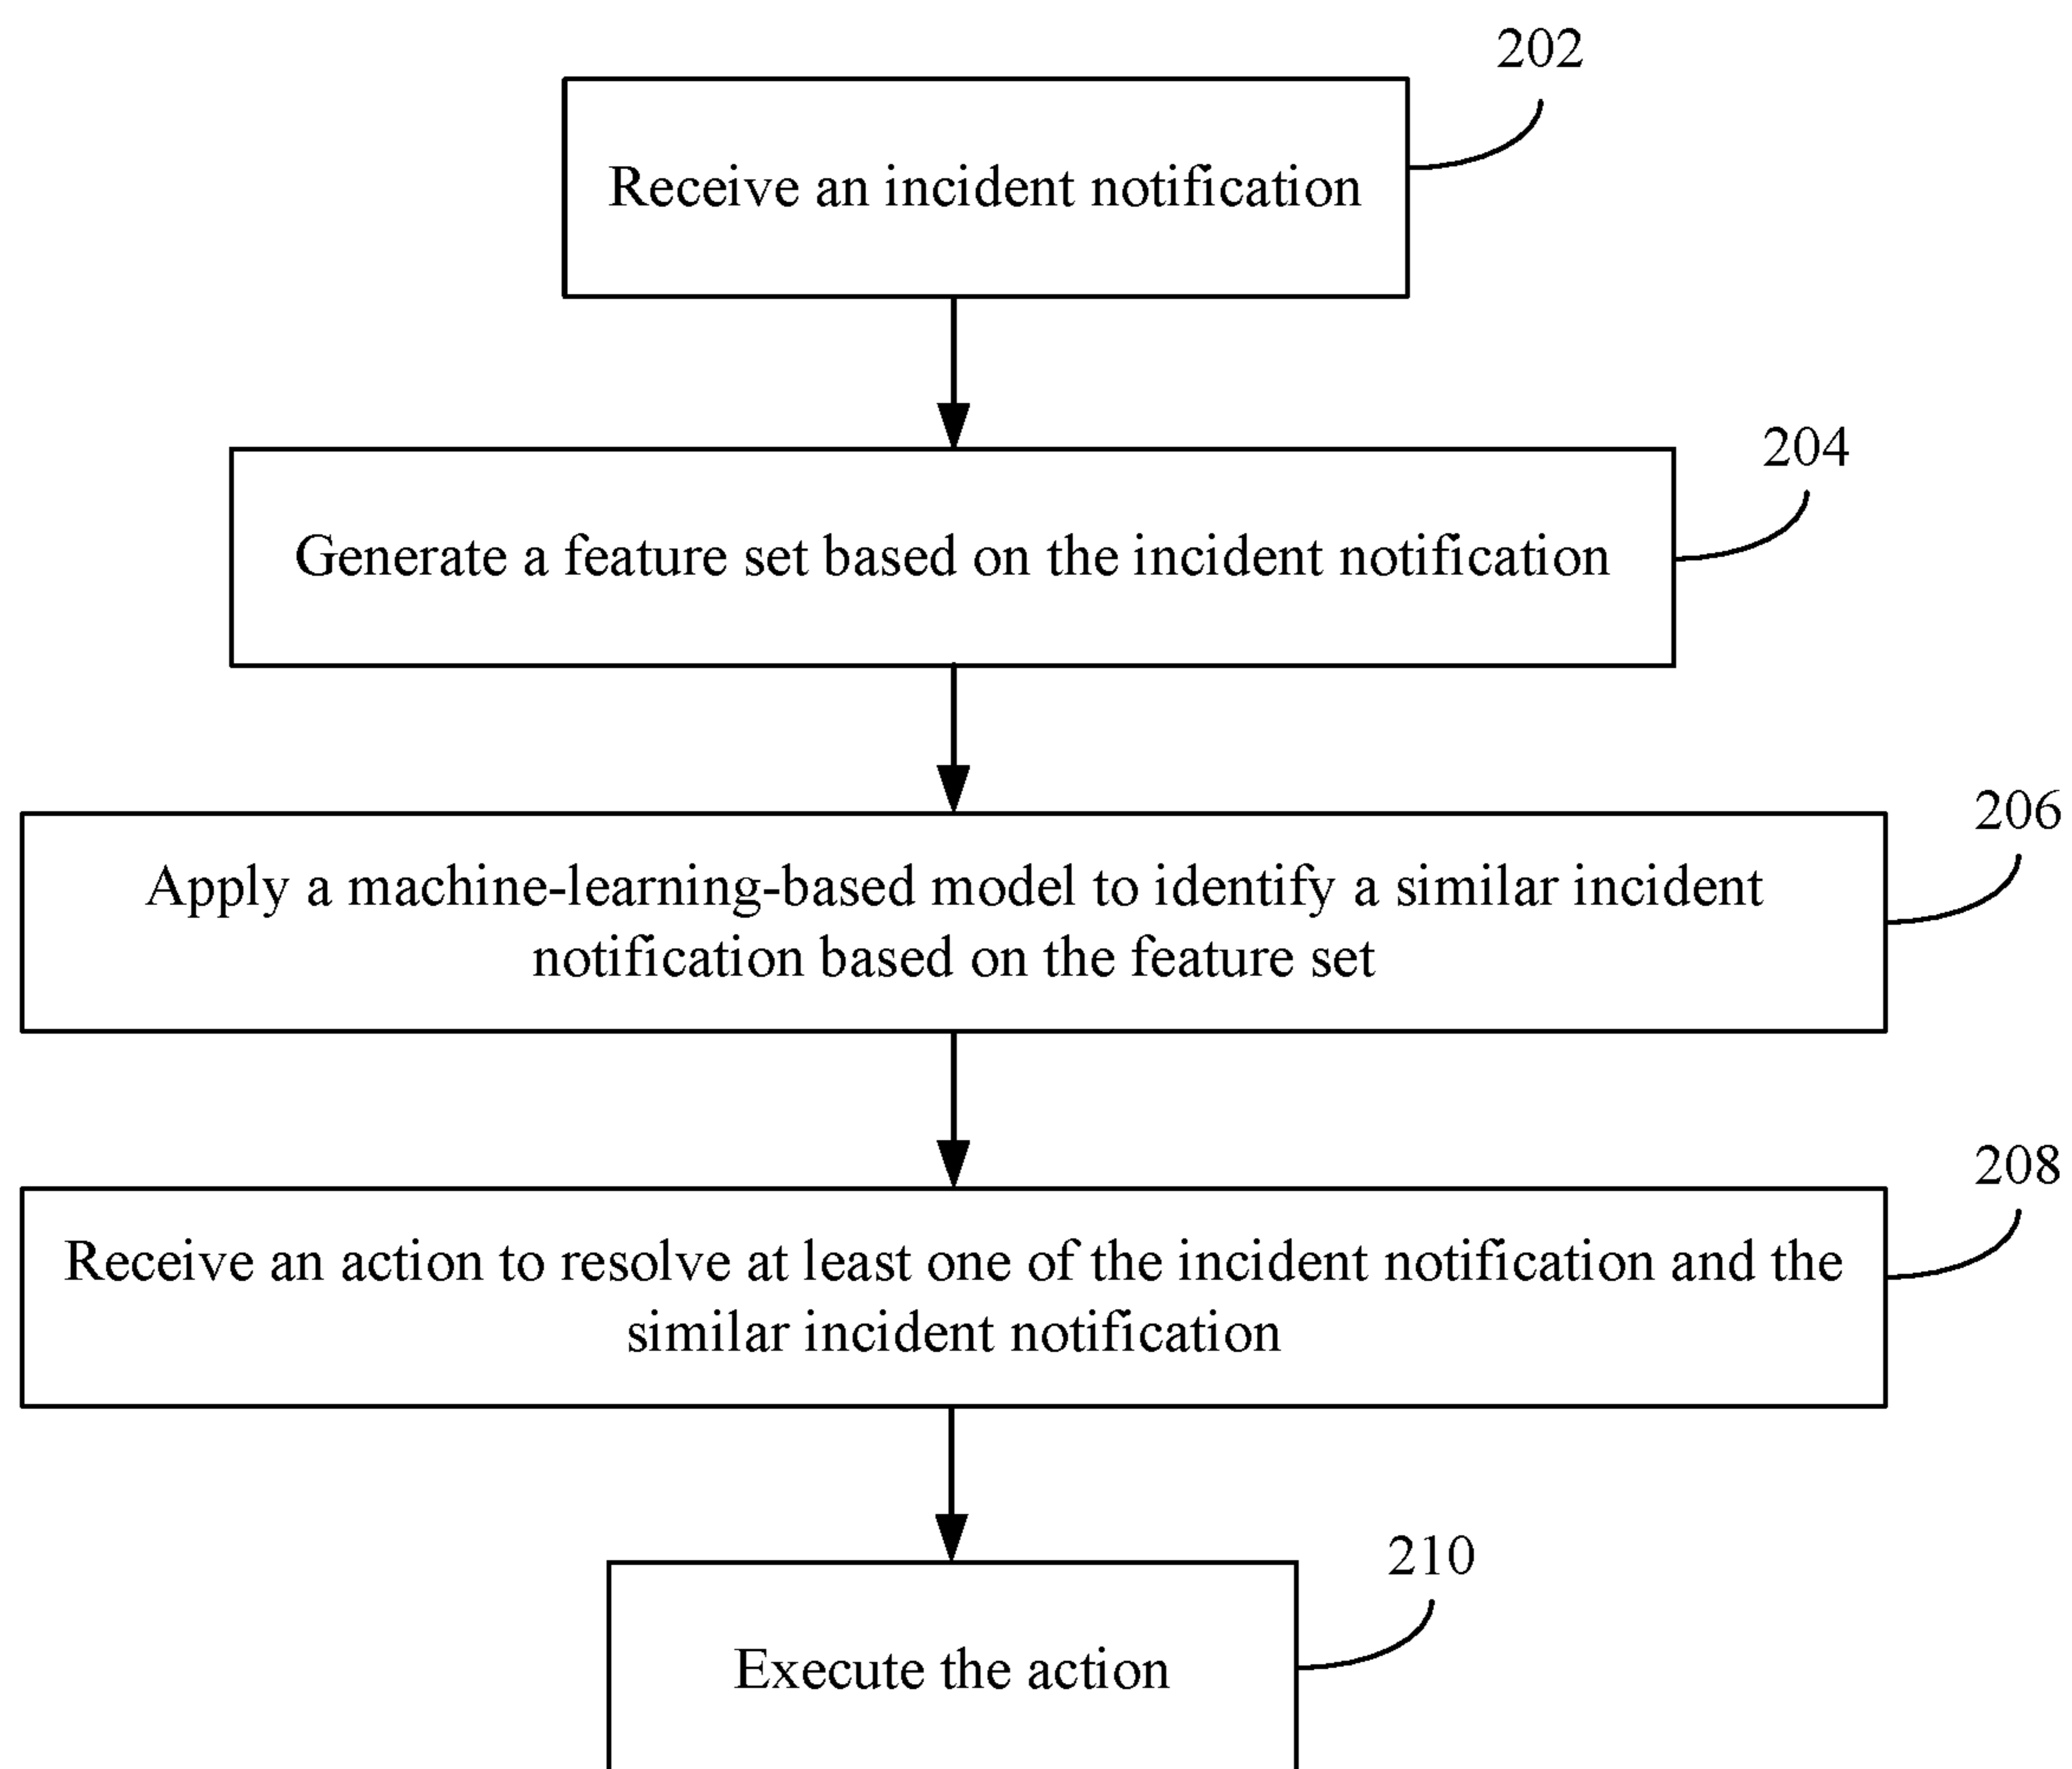 202
Receive an incident notification
204
Generate a feature set based on the incident notification
206
Apply a machine-learning-based model to identify a similar incident
notification based on the feature set
208
Receive an action to resolve at least one of the incident notification and the
similar incident notification
210
Execute the action